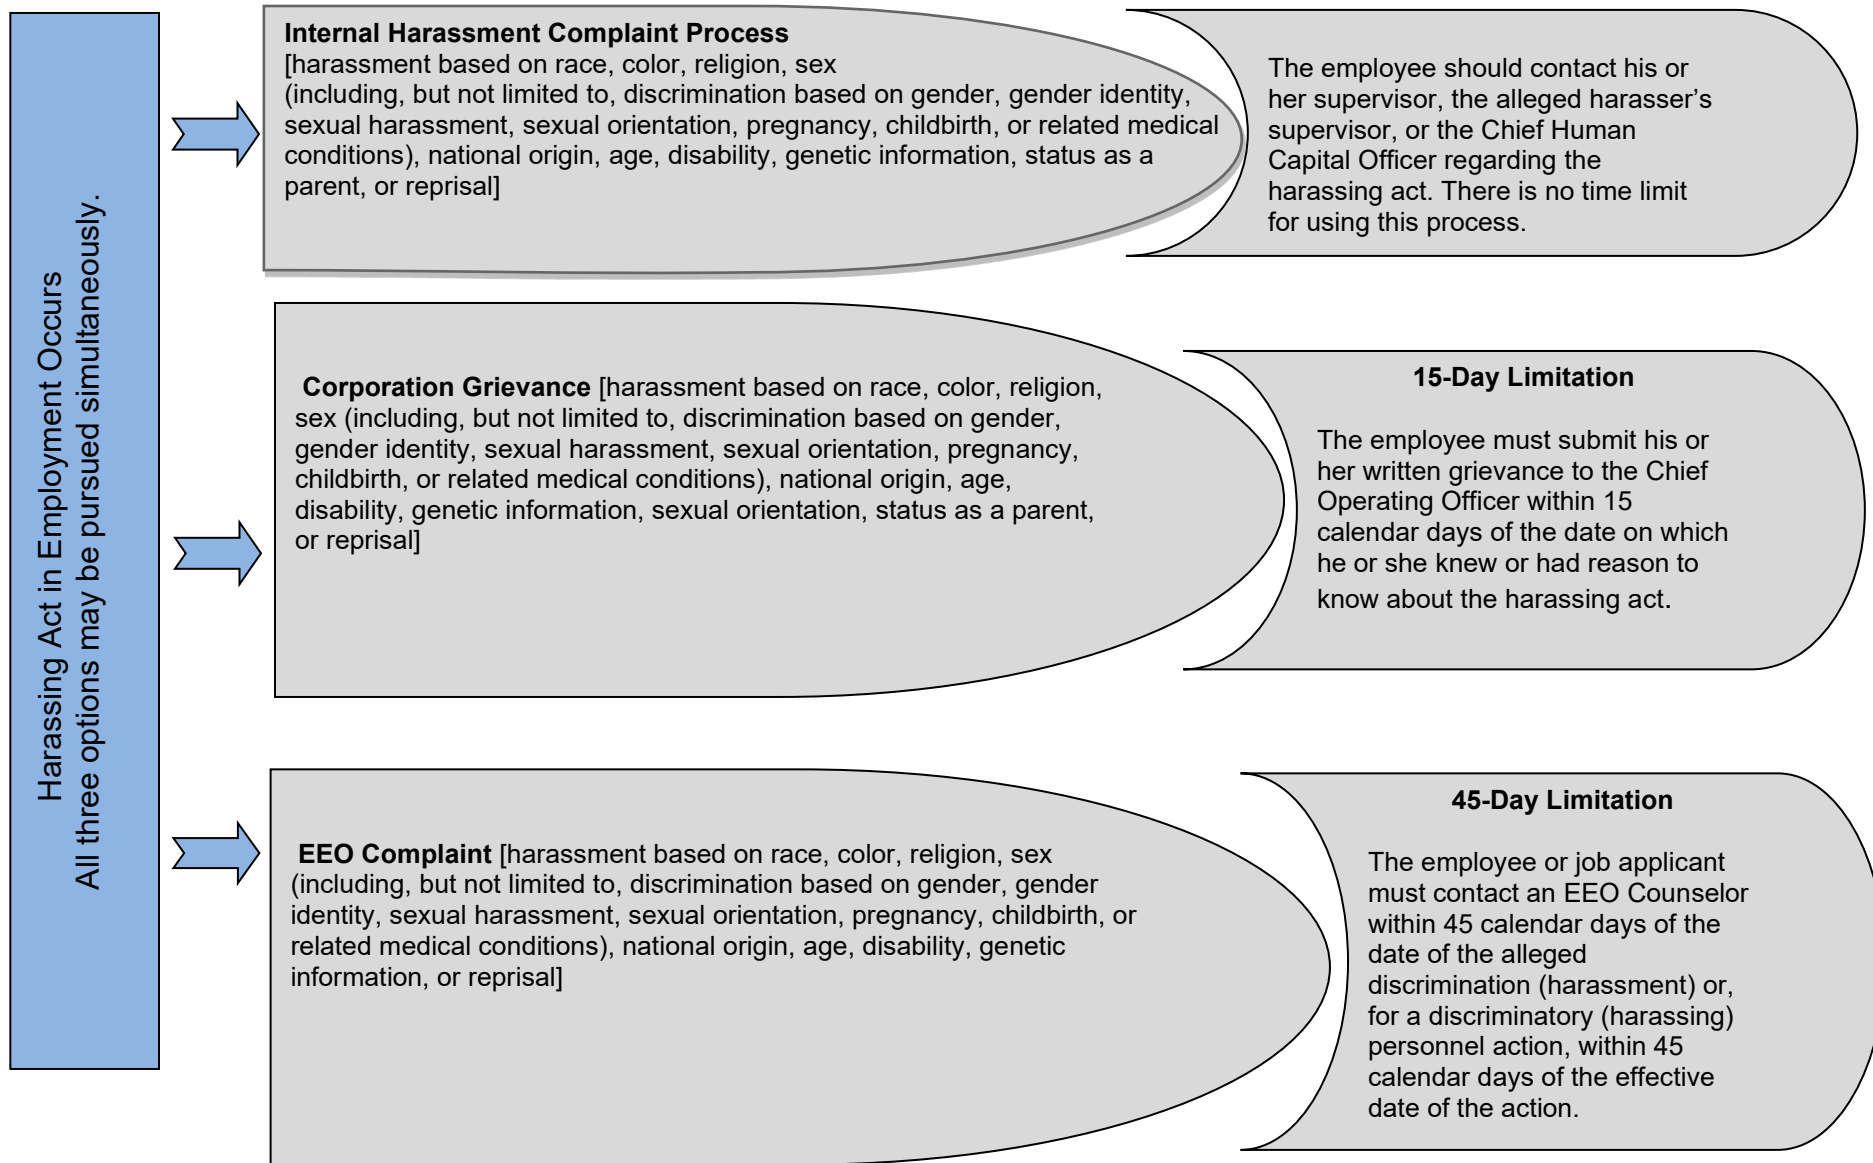 Harassing Act in Employment Occurs
All three options may be pursued simultaneously.
Internal Harassment Complaint Process
[harassment based on race, color, religion, sex
(including, but not limited to, discrimination based on gender, gender identity,
sexual harassment, sexual orientation, pregnancy, childbirth, or related medical
conditions), national origin, age, disability, genetic information, status as a
parent, or reprisal]
The employee should contact his or
her supervisor, the alleged harasser’s
supervisor, or the Chief Human
Capital Officer regarding the
harassing act. There is no time limit
for using this process.
Corporation Grievance [harassment based on race, color, religion,
sex (including, but not limited to, discrimination based on gender,
gender identity, sexual harassment, sexual orientation, pregnancy,
childbirth, or related medical conditions), national origin, age,
disability, genetic information, sexual orientation, status as a parent,
or reprisal]
15-Day Limitation
The employee must submit his or
her written grievance to the Chief
Operating Officer within 15
calendar days of the date on which
he or she knew or had reason to
know about the harassing act.
EEO Complaint [harassment based on race, color, religion, sex
(including, but not limited to, discrimination based on gender, gender
identity, sexual harassment, sexual orientation, pregnancy, childbirth, or
related medical conditions), national origin, age, disability, genetic
information, or reprisal]
45-Day Limitation
The employee or job applicant
must contact an EEO Counselor
within 45 calendar days of the
date of the alleged
discrimination (harassment) or,
for a discriminatory (harassing)
personnel action, within 45
calendar days of the effective
date of the action.